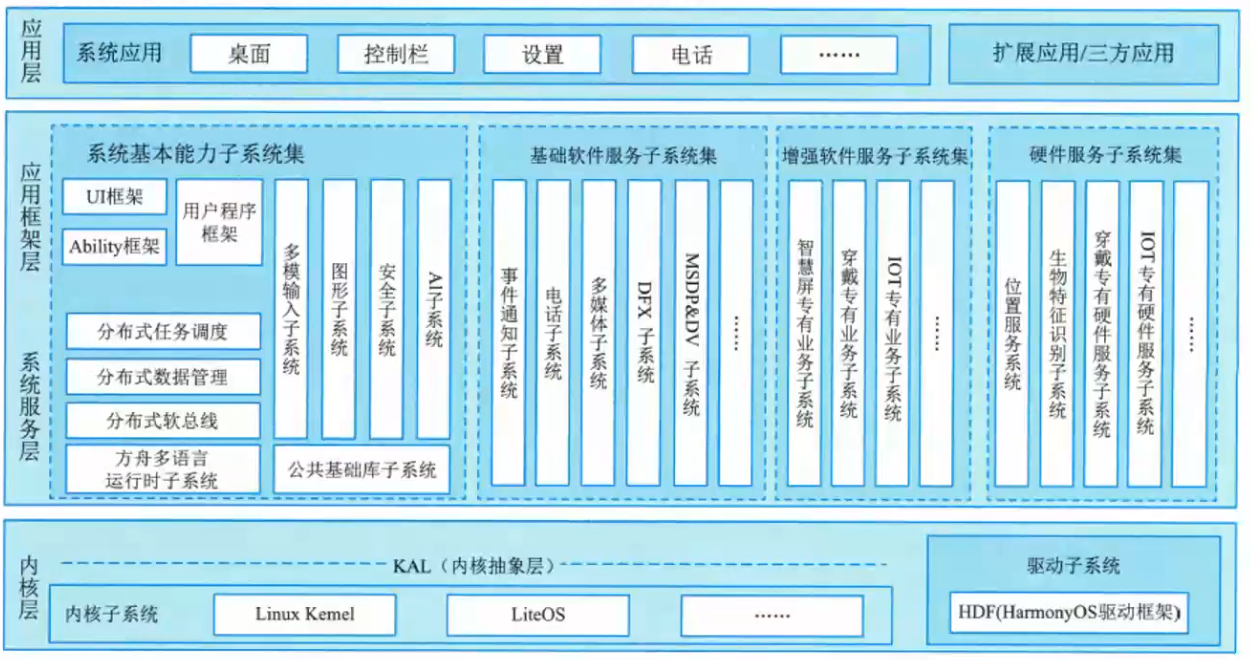 应用层
系统应用
桌面
控制栏
设置
电话
……
扩展应用/三方应用
应用框架层
系统服务层
系统基本能力子系统集
UI框架
Ability框架
用户程序
框架
分布式任务调度
分布式数据管理
分布式软总线
方舟多语言
运行时子系统
多模输入子系统
图形子系统
安全子系统
AI子系统
公共基础库子系统
基础软件服务子系统集
事件通知子系统
电话子系统
多媒体子系统
DFX 子系统
MSDP&DV 子系统
……
增强软件服务子系统集
智慧屏专有业务子系统
穿戴专有业务子系统
IOT专有业务子系统
……
硬件服务子系统集
位置服务系统
生物特征识别子系统
穿戴专有硬件服务子系统
IOT专有硬件服务子系统
……
内核层
KAL（内核抽象层）
内核子系统
Linux Kernel
LiteOS
……
驱动子系统
HDF(HarmonyOS驱动框架)